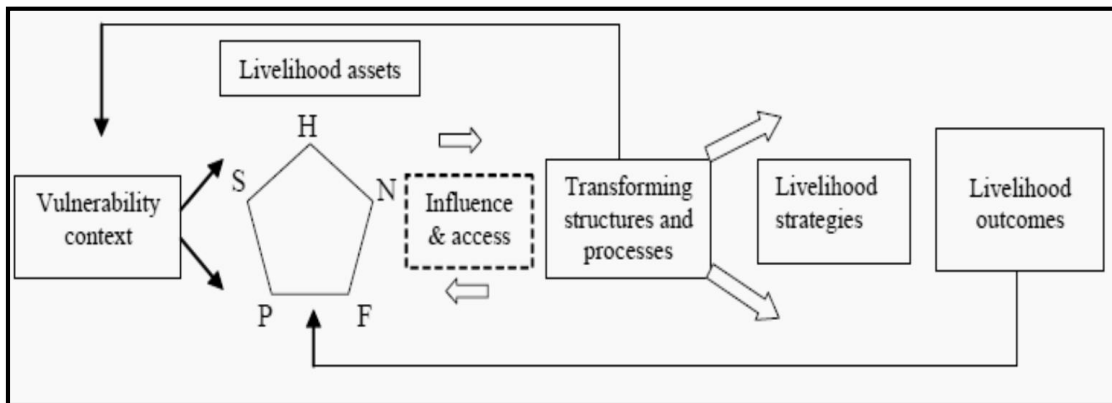 Livelihood assets
H
S
N
P
F
Vulnerability
context
Influence
& access
Transforming
structures and
processes
Livelihood
strategies
Livelihood
outcomes